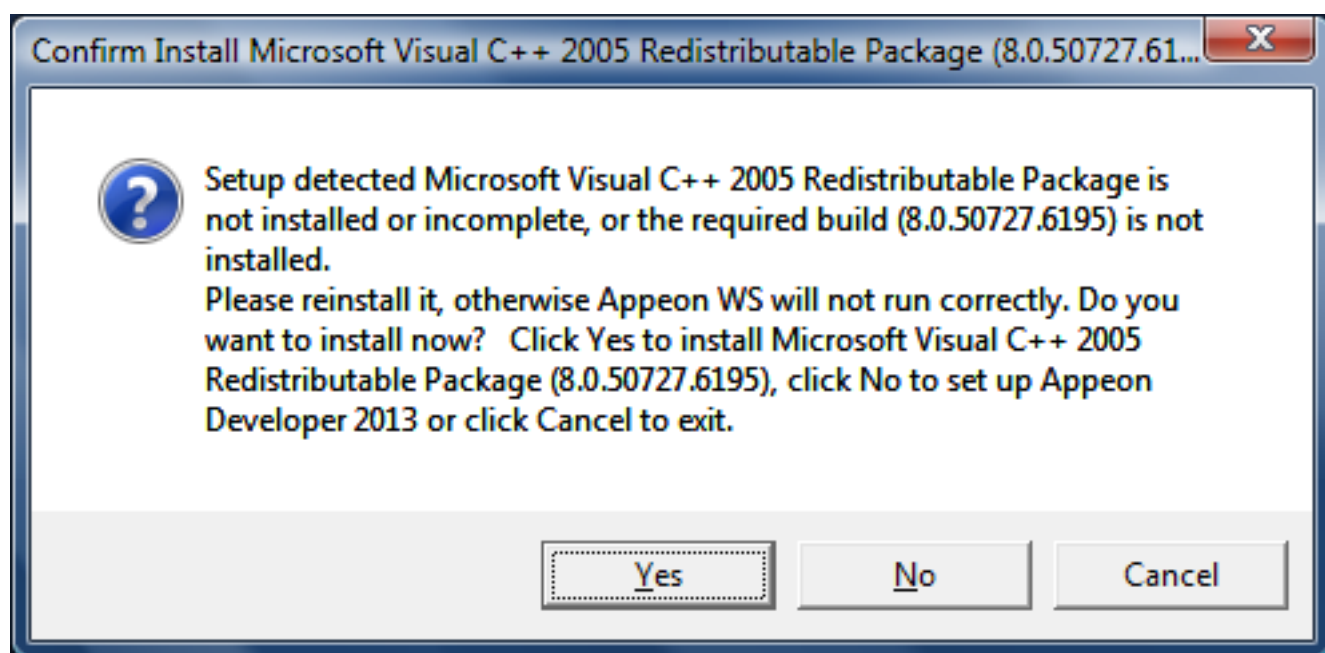 Confirm Install Microsoft Visual C++ 2005 Redistributable Package (8.0.50727.61...
Setup detected Microsoft Visual C++ 2005 Redistributable Package is
not installed or incomplete, or the required build (8.0.50727.6195) is not
installed.
Please reinstall it, otherwise Appeon WS will not run correctly. Do you
want to install now?   Click Yes to install Microsoft Visual C++ 2005
Redistributable Package (8.0.50727.6195), click No to set up Appeon
Developer 2013 or click Cancel to exit.
Yes No Cancel